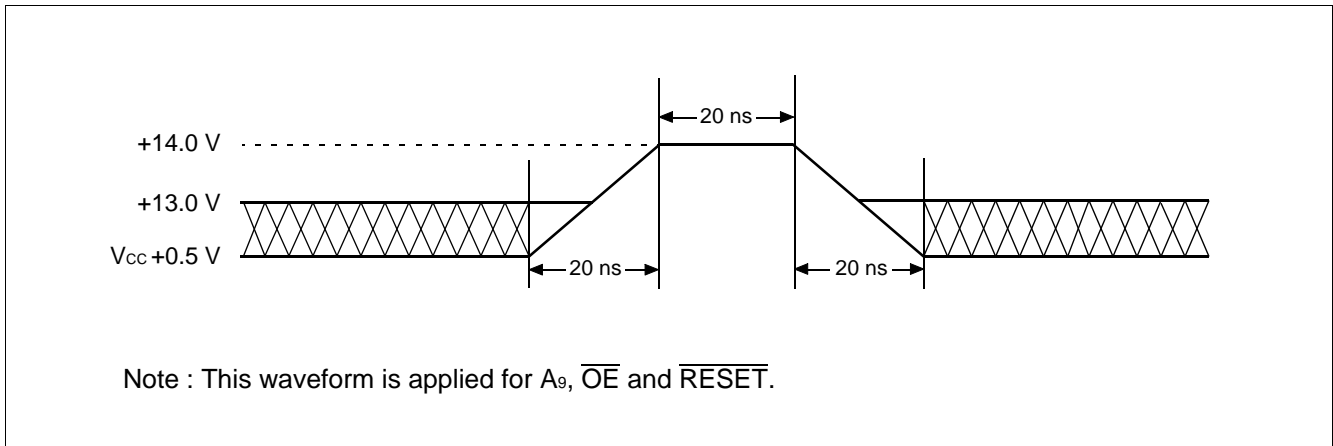 20 ns
+14.0 V
+13.0 V
VCC +0.5 V
20 ns
20 ns
Note : This waveform is applied for A9, OE and RESET.